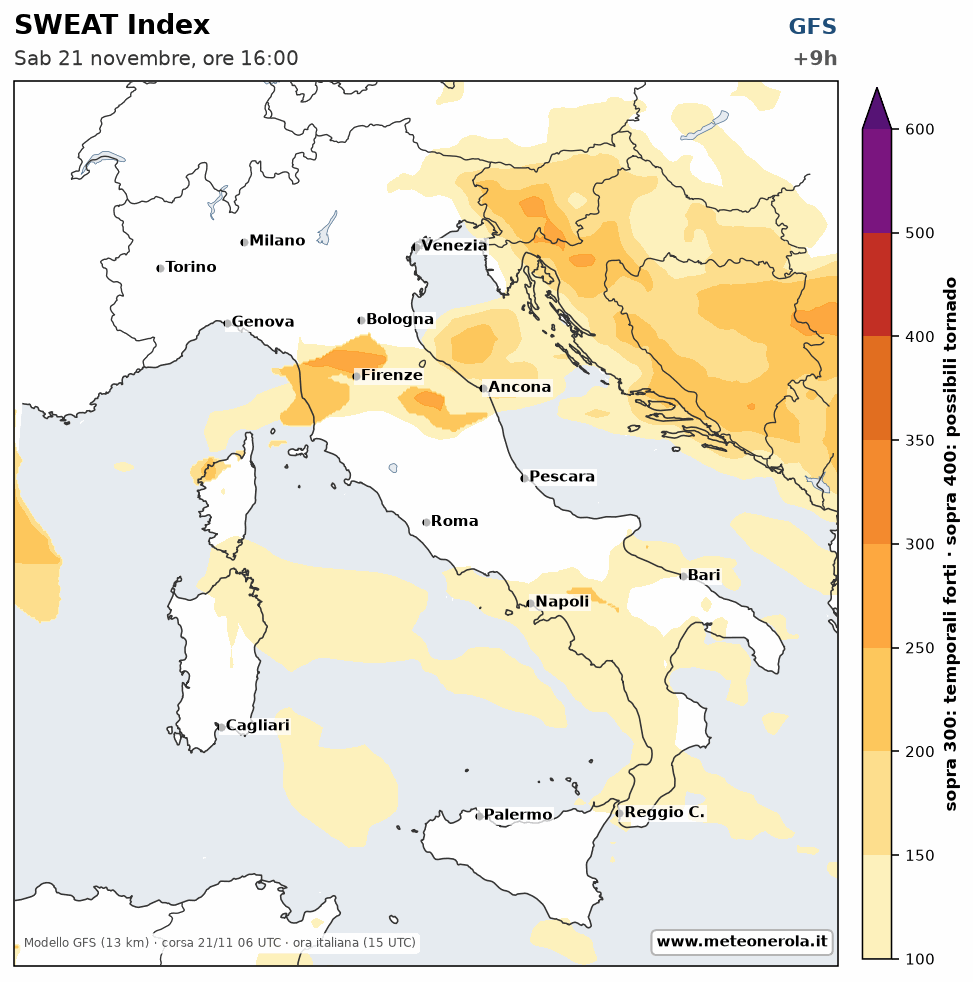 SWEAT Index
GFS
Sab 21 novembre, ore 16:00
+9h
600
500
400
350
300
250
200
150
100
sopra 300: temporali forti · sopra 400: possibili tornado
Milano
Venezia
Torino
Genova
Bologna
Firenze
Ancona
Pescara
Roma
Bari
Napoli
Cagliari
Palermo
Reggio C.
Modello GFS (13 km) · corsa 21/11 06 UTC · ora italiana (15 UTC)
www.meteonerola.it